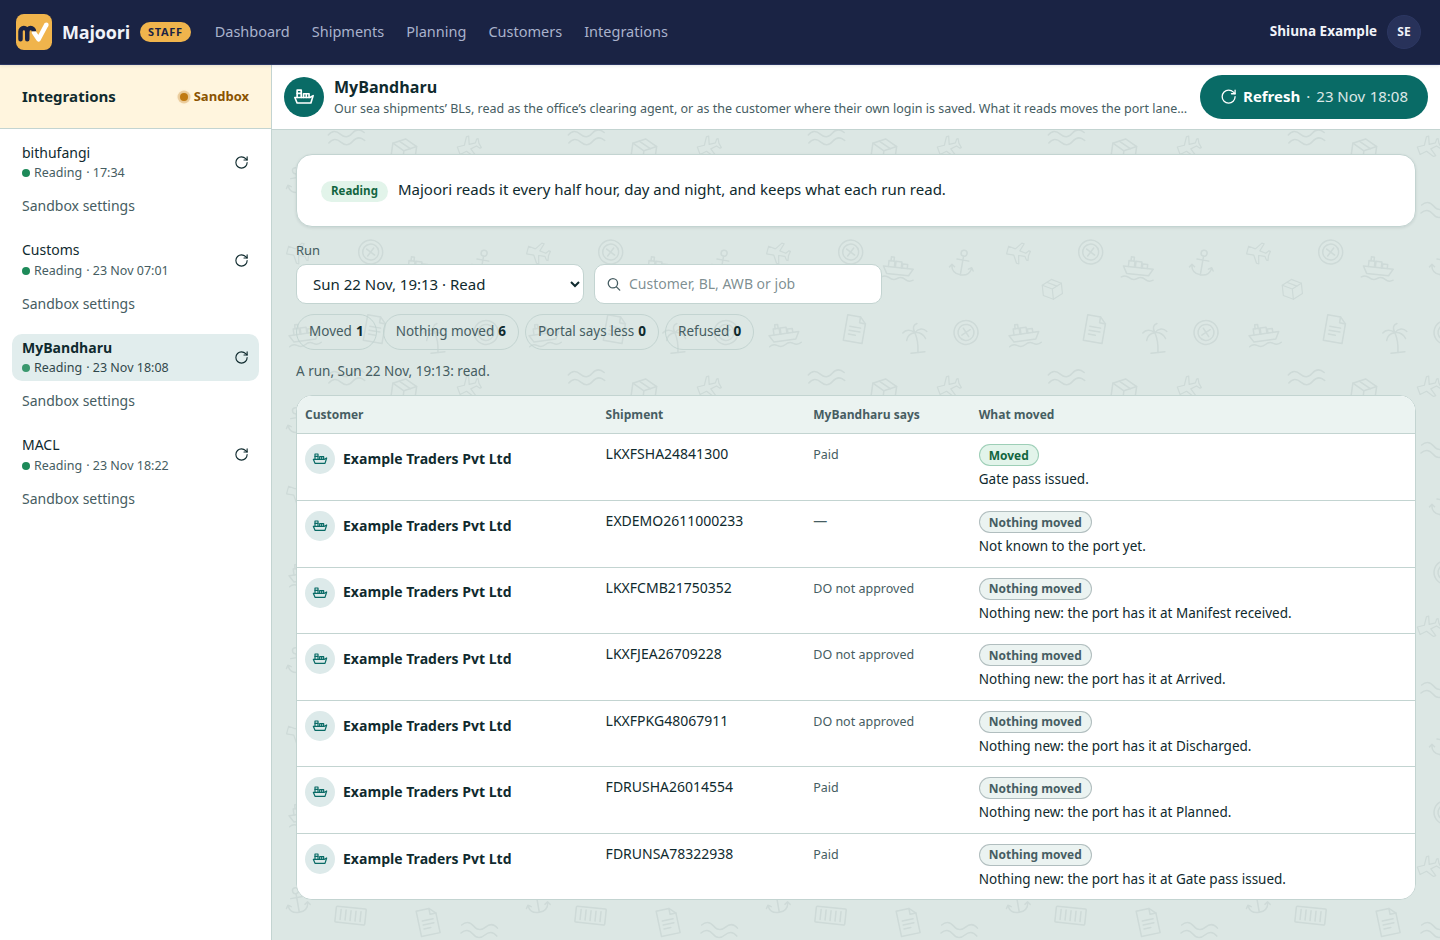 Majoori STAFF Dashboard Shipments Planning Customers Integrations Shiuna Example SE
Integrations Sandbox
bithufangi
Reading · 17:34
Sandbox settings
Customs
Reading · 23 Nov 07:01
Sandbox settings
MyBandharu
Reading · 23 Nov 18:08
Sandbox settings
MACL
Reading · 23 Nov 18:22
Sandbox settings
MyBandharu
Our sea shipments’ BLs, read as the office’s clearing agent, or as the customer where their own login is saved. What it reads moves the port lane…
Refresh · 23 Nov 18:08
Reading Majoori reads it every half hour, day and night, and keeps what each run read.
Run
Sun 22 Nov, 19:13 · Read Customer, BL, AWB or job
Moved 1 Nothing moved 6 Portal says less 0 Refused 0
A run, Sun 22 Nov, 19:13: read.
Customer Shipment MyBandharu says What moved
Example Traders Pvt Ltd LKXFSHA24841300 Paid Moved
Gate pass issued.
Example Traders Pvt Ltd EXDEMO2611000233 — Nothing moved
Not known to the port yet.
Example Traders Pvt Ltd LKXFCMB21750352 DO not approved Nothing moved
Nothing new: the port has it at Manifest received.
Example Traders Pvt Ltd LKXFJEA26709228 DO not approved Nothing moved
Nothing new: the port has it at Arrived.
Example Traders Pvt Ltd LKXFPKG48067911 DO not approved Nothing moved
Nothing new: the port has it at Discharged.
Example Traders Pvt Ltd FDRUSHA26014554 Paid Nothing moved
Nothing new: the port has it at Planned.
Example Traders Pvt Ltd FDRUNSA78322938 Paid Nothing moved
Nothing new: the port has it at Gate pass issued.